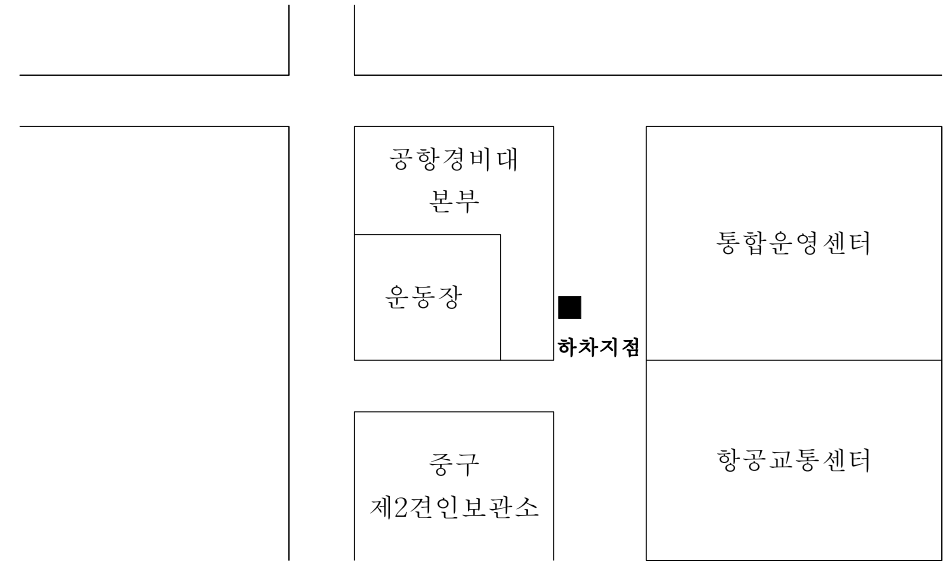 공항경비대
본부
통합운영센터
운동장
하차지점
중구
제2견인보관소
항공교통센터